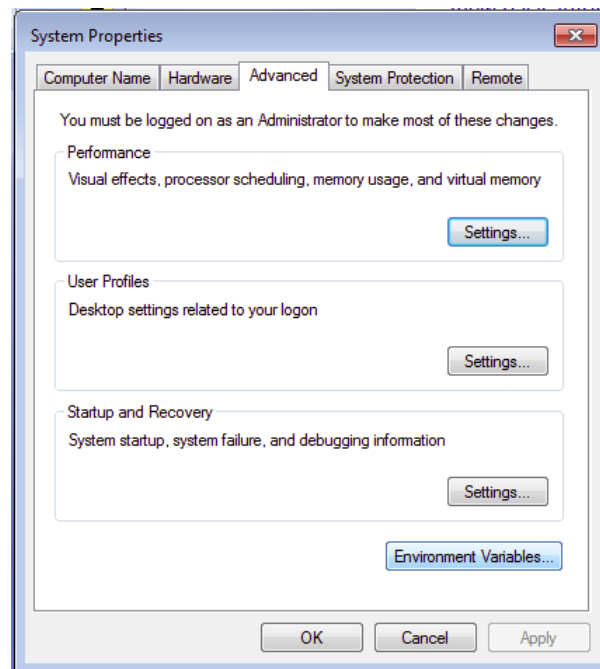 System Properties
Computer Name Hardware Advanced System Protection Remote
You must be logged on as an Administrator to make most of these changes.
Performance
Visual effects, processor scheduling, memory usage, and virtual memory
Settings...
User Profiles
Desktop settings related to your logon
Settings...
Startup and Recovery
System startup, system failure, and debugging information
Settings...
Environment Variables...
OK Cancel Apply